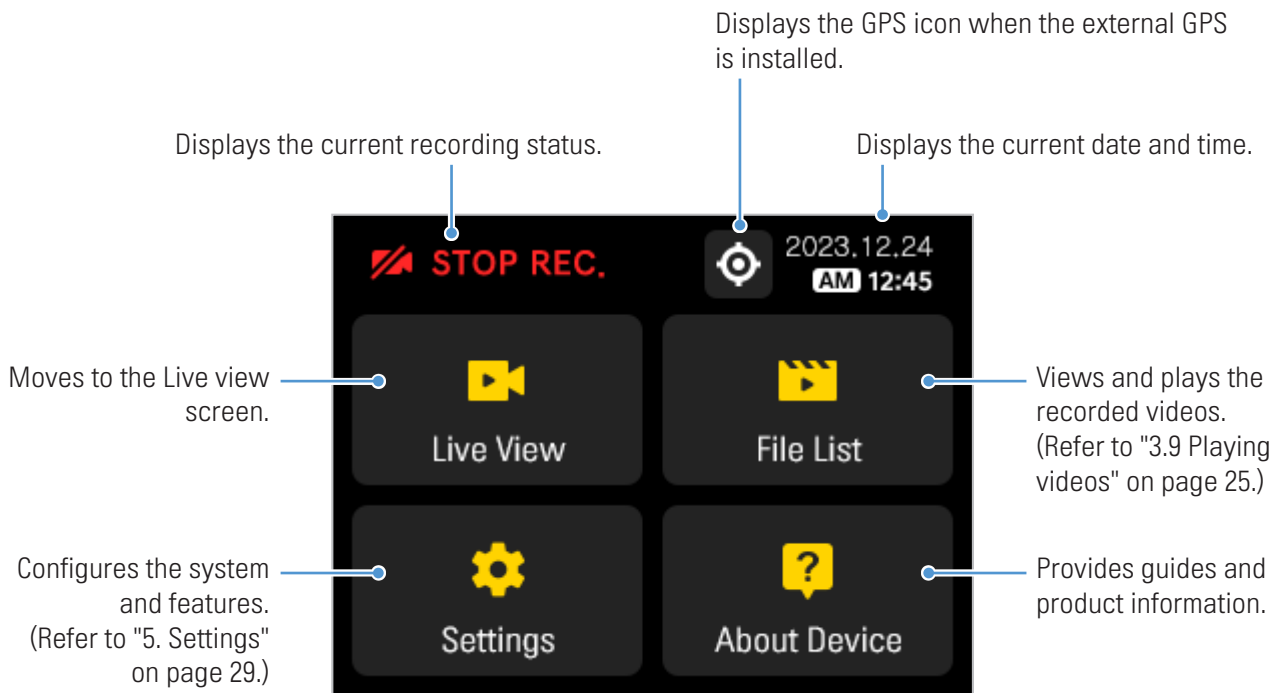 Displays the GPS icon when the external GPS
is installed.
Displays the current recording status.
Displays the current date and time.
STOP REC.
2023.12.24
AM 12:45
Moves to the Live view
screen.
Live View
File List
Views and plays the
recorded videos.
(Refer to "3.9 Playing
videos" on page 25.)
Configures the system
and features.
(Refer to "5. Settings"
on page 29.)
Settings
?
About Device
Provides guides and
product information.